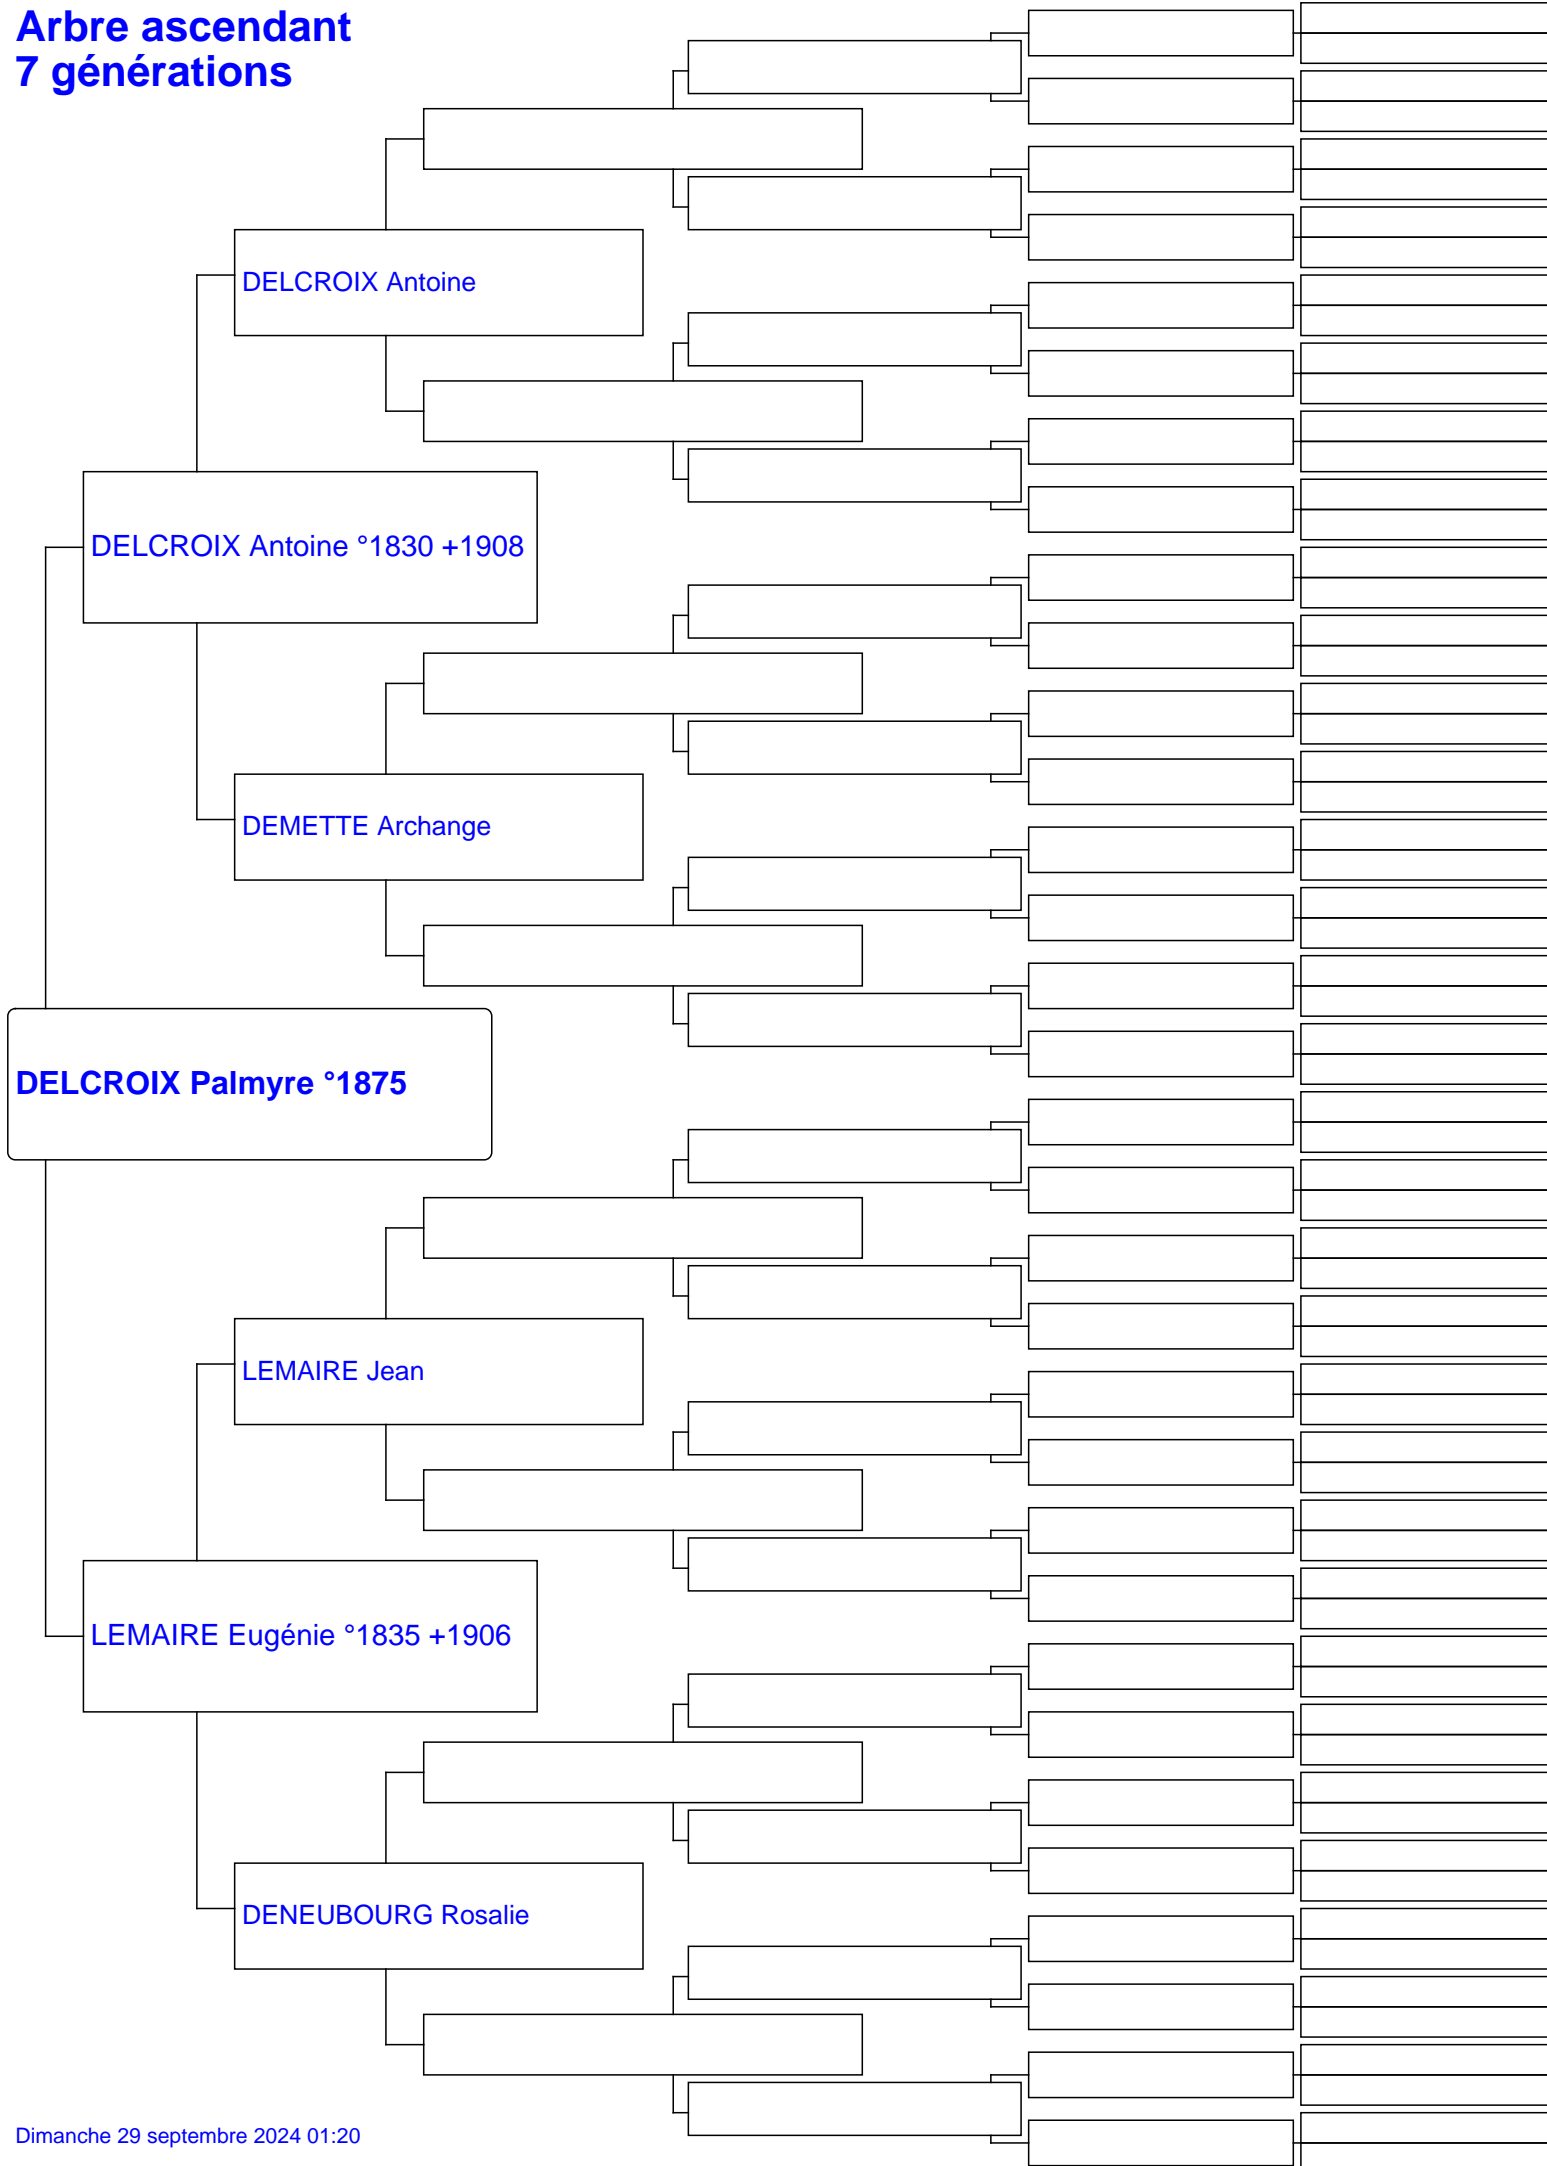 Arbre ascendant
7 générations
DELCROIX Antoine
DELCROIX Antoine °1830 +1908
DEMETTE Archange
DELCROIX Palmyre °1875
LEMAIRE Jean
LEMAIRE Eugénie °1835 +1906
DENEUBOURG Rosalie
Dimanche 29 septembre 2024 01:20